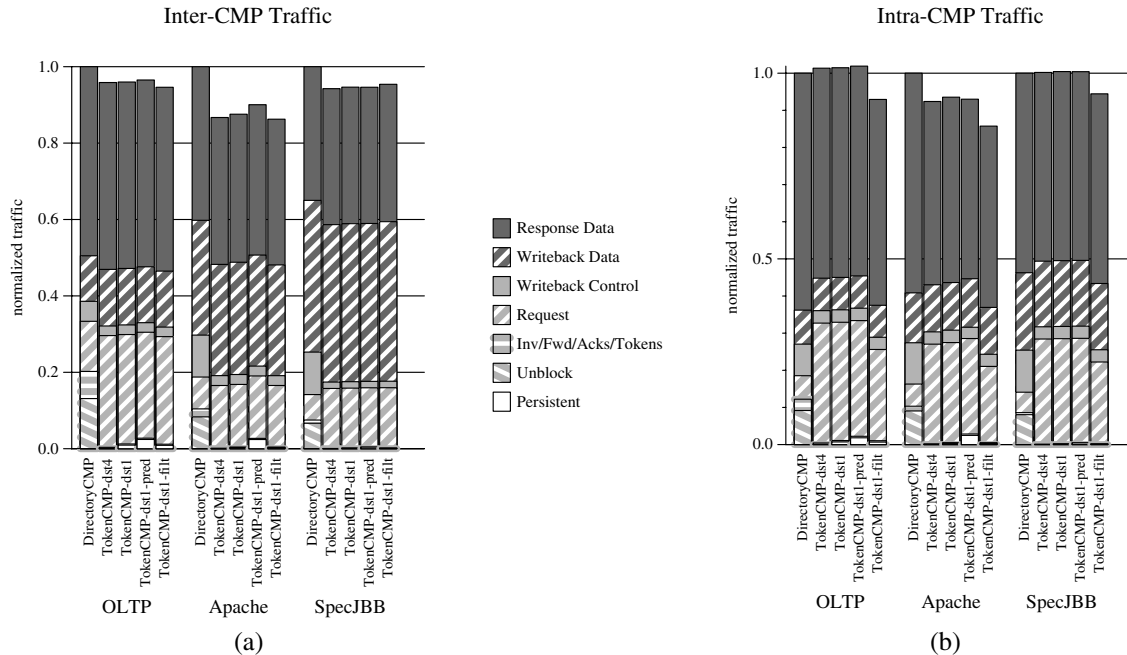 Inter-CMP Traffic
1.0
0.8
0.6
0.4
0.2
0.0
normalized traffic
DirectoryCMP
TokenCMP-dst4
TokenCMP-dst1
TokenCMP-dst1-pred
TokenCMP-dst1-filt
OLTP
DirectoryCMP
TokenCMP-dst4
TokenCMP-dst1
TokenCMP-dst1-pred
TokenCMP-dst1-filt
Apache
DirectoryCMP
TokenCMP-dst4
TokenCMP-dst1
TokenCMP-dst1-pred
TokenCMP-dst1-filt
SpecJBB
(a)
Response Data
Writeback Data
Writeback Control
Request
Inv/Fwd/Acks/Tokens
Unblock
Persistent
Intra-CMP Traffic
1.0
0.5
0.0
normalized traffic
DirectoryCMP
TokenCMP-dst4
TokenCMP-dst1
TokenCMP-dst1-pred
TokenCMP-dst1-filt
OLTP
DirectoryCMP
TokenCMP-dst4
TokenCMP-dst1
TokenCMP-dst1-pred
TokenCMP-dst1-filt
Apache
DirectoryCMP
TokenCMP-dst4
TokenCMP-dst1
TokenCMP-dst1-pred
TokenCMP-dst1-filt
SpecJBB
(b)